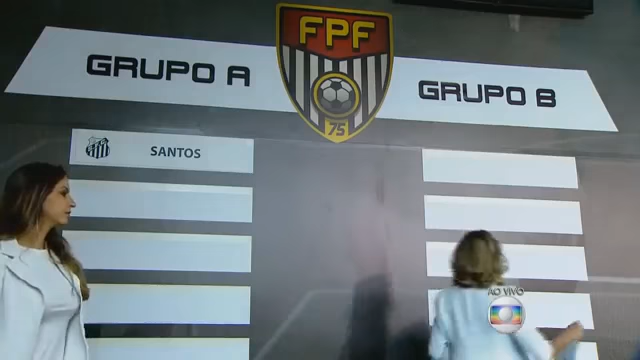 FPF
GRUPO A
GRUPO B
75
SANTOS
AO VIVO